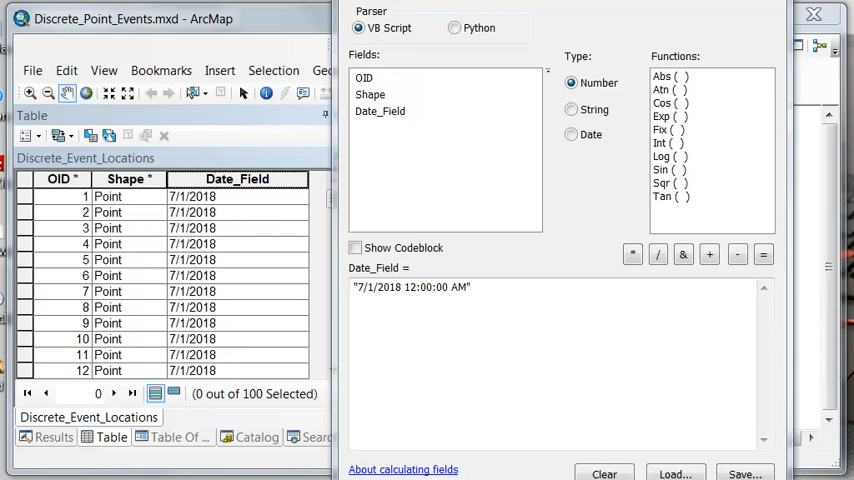 Discrete_Point_Events.mxd - ArcMap
File Edit View Bookmarks Insert Selection
Table
Discrete_Event_Locations
OID * Shape * Date_Field
1 Point 7/1/2018
2 Point 7/1/2018
3 Point 7/1/2018
4 Point 7/1/2018
5 Point 7/1/2018
6 Point 7/1/2018
7 Point 7/1/2018
8 Point 7/1/2018
9 Point 7/1/2018
10 Point 7/1/2018
11 Point 7/1/2018
12 Point 7/1/2018
0 (0 out of 100 Selected)
Discrete_Event_Locations
Results Table Table Of ... Catalog
Parser
VB Script Python
Fields:
OID
Shape
Date_Field
Type:
Number
String
Date
Functions:
Abs ( )
Atn ( )
Cos ( )
Exp ( )
Fix ( )
Int ( )
Log ( )
Sin ( )
Sqr ( )
Tan ( )
Show Codeblock
* / & + - =
Date_Field =
"7/1/2018 12:00:00 AM"
About calculating fields
Clear Load... Save...